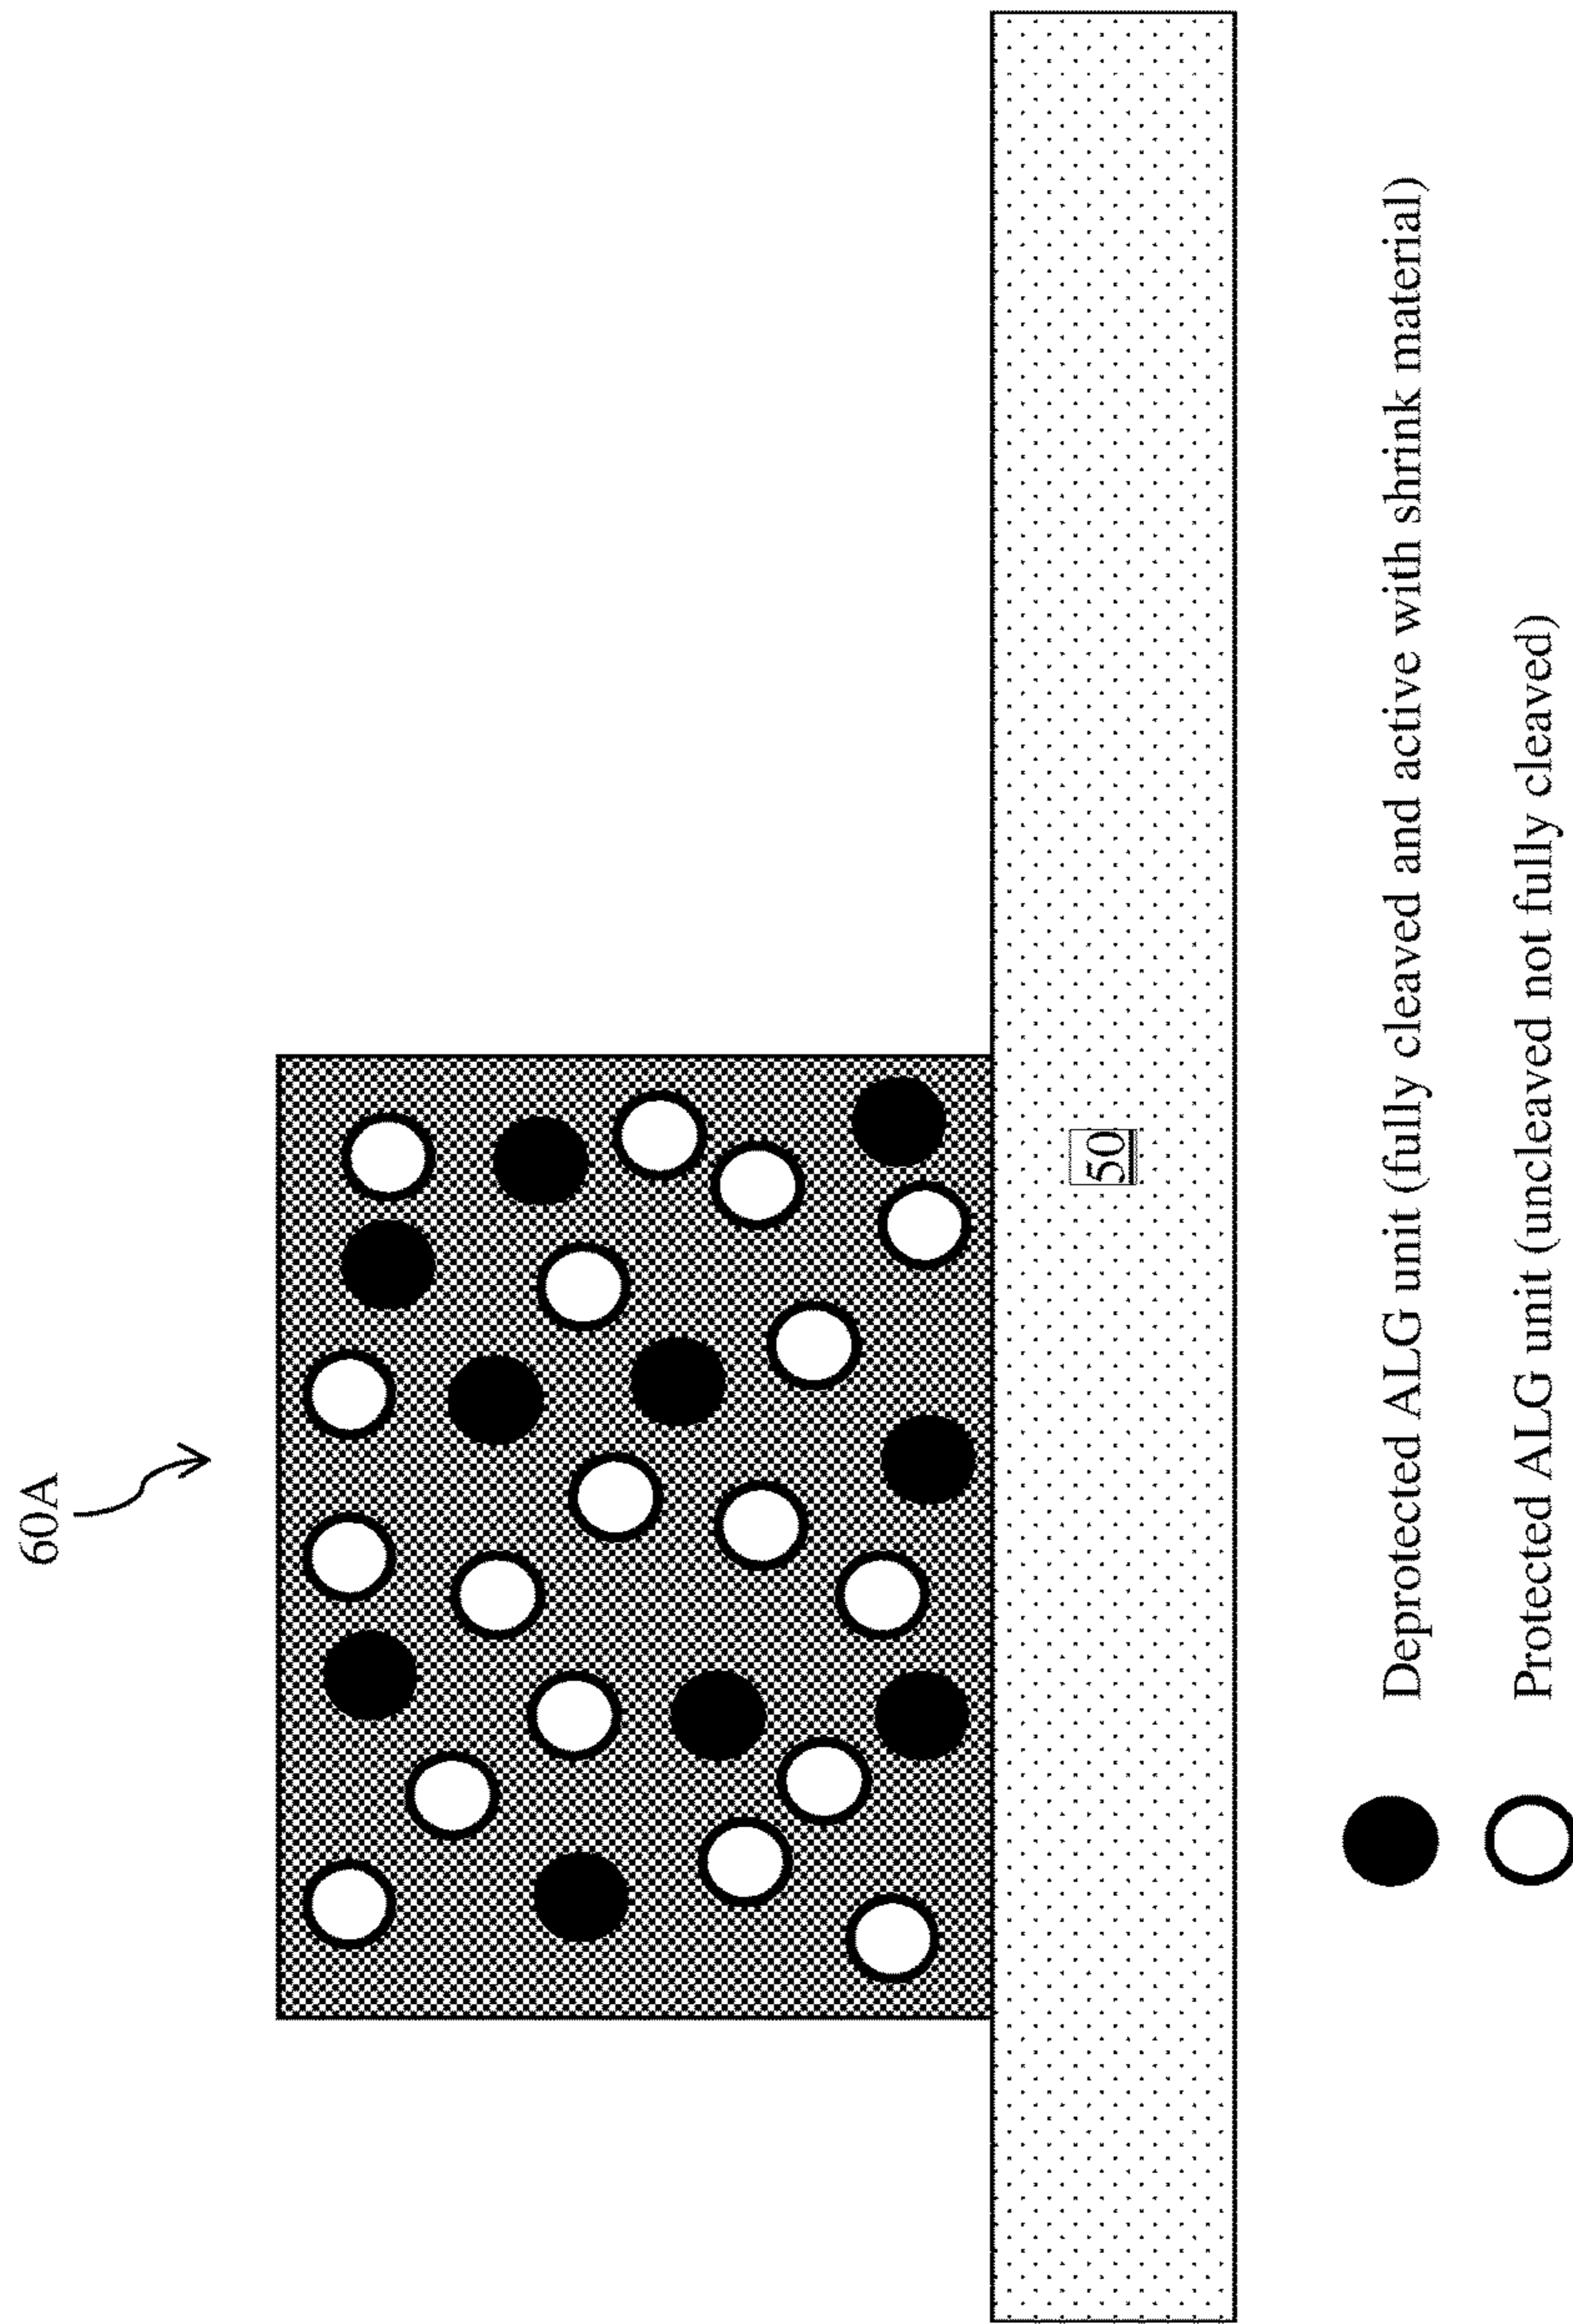 60A
50
Deprotected ALG unit (fully cleaved and active with shrink material)
Protected ALG unit (uncleaved not fully cleaved)